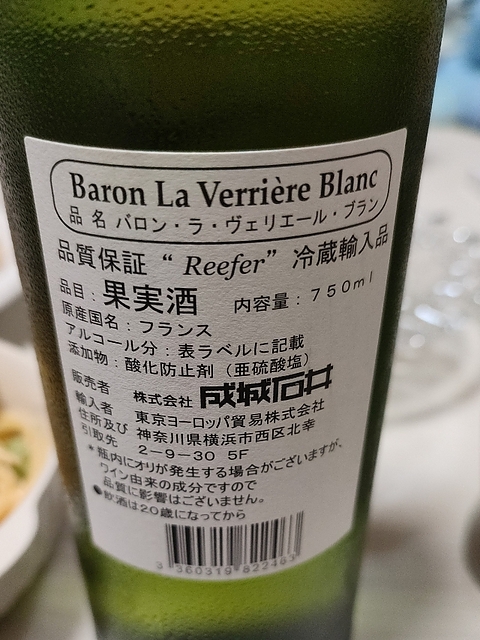 Baron La Verrière Blanc
品 名 バロン・ラ・ヴェリエール・ブラン
品質保証 “ Reefer” 冷蔵輸入品
品目：果実酒 内容量：750ml
原産国名：フランス
アルコール分：表ラベルに記載
添加物：酸化防止剤（亜硫酸塩）
販売者 株式会社 成城石井
輸入者 東京ヨーロッパ貿易株式会社
住所及び 神奈川県横浜市西区北幸
引取先 2-9-30 5F
＊瓶内にオリが発生する場合がございますが、
ワイン由来の成分ですので
品質に影響はございません。
●飲酒は20歳になってから
3 360319 822463